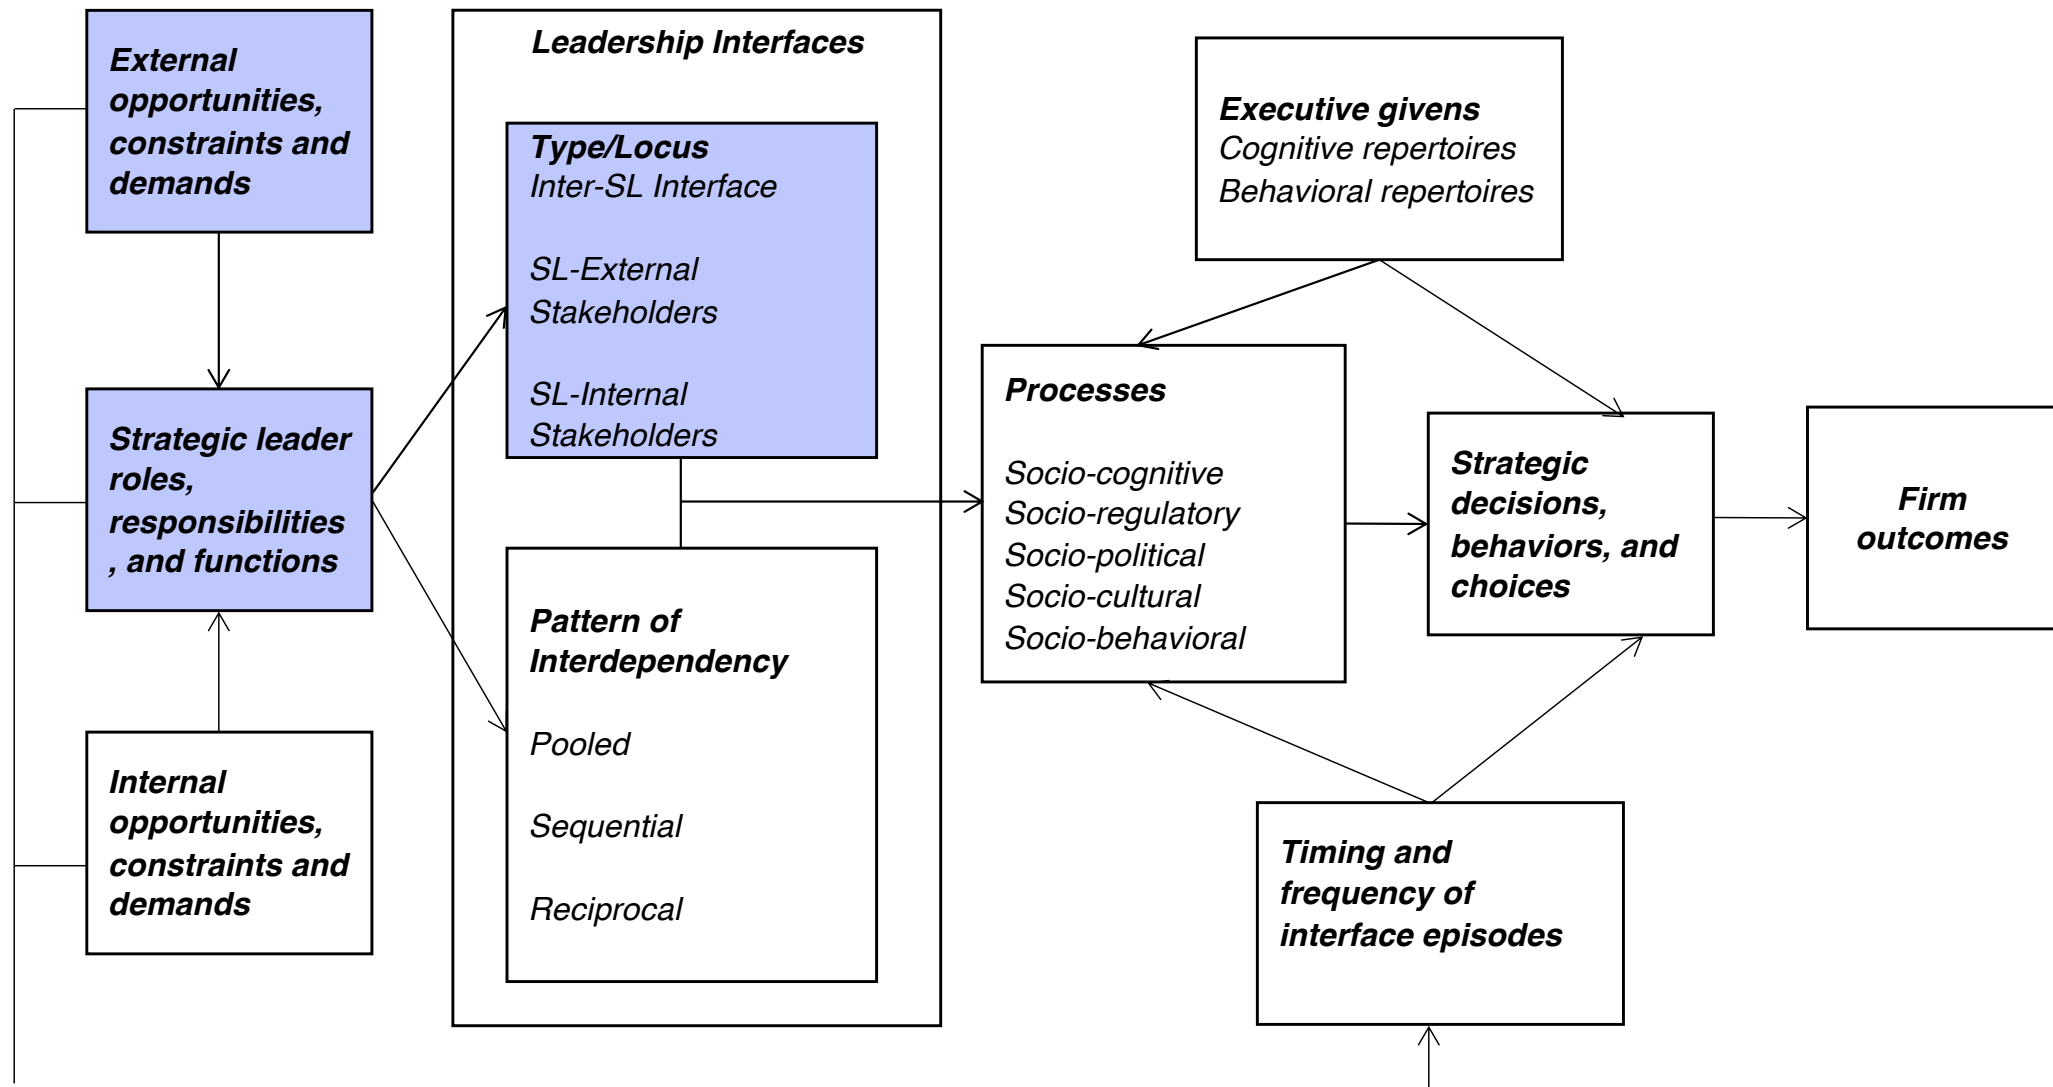 External
opportunities,
constraints and
demands
Strategic leader
roles,
responsibilities
, and functions
Internal
opportunities,
constraints and
demands
Leadership Interfaces
Type/Locus
Inter-SL Interface
SL-External
Stakeholders
SL-Internal
Stakeholders
Pattern of
Interdependency
Pooled
Sequential
Reciprocal
Executive givens
Cognitive repertoires
Behavioral repertoires
Processes
Socio-cognitive
Socio-regulatory
Socio-political
Socio-cultural
Socio-behavioral
Strategic
decisions,
behaviors, and
choices
Firm
outcomes
Timing and
frequency of
interface episodes